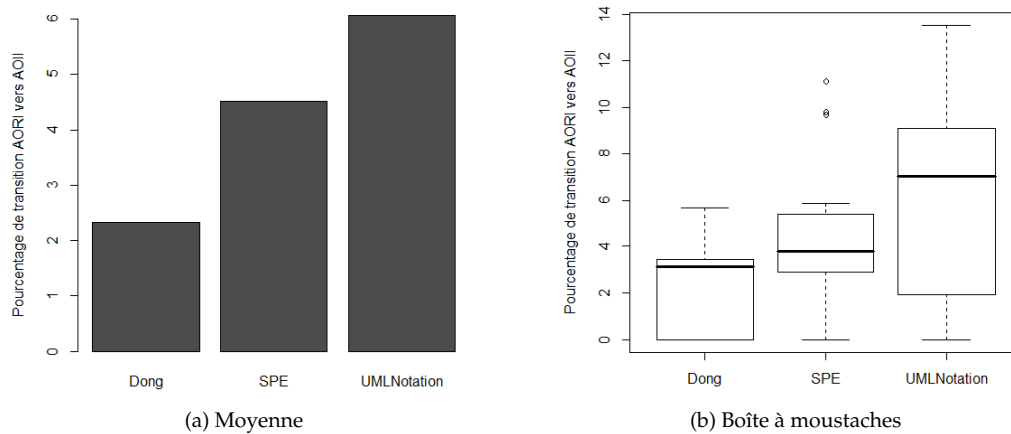 Pourcentage de transition AORI vers AOII
6
5
4
3
2
1
0
Dong SPE UMLNotation
(a) Moyenne
Pourcentage de transition AORI vers AOII
14
12
10
8
6
4
2
0
Dong SPE UMLNotation
(b) Boîte à moustaches